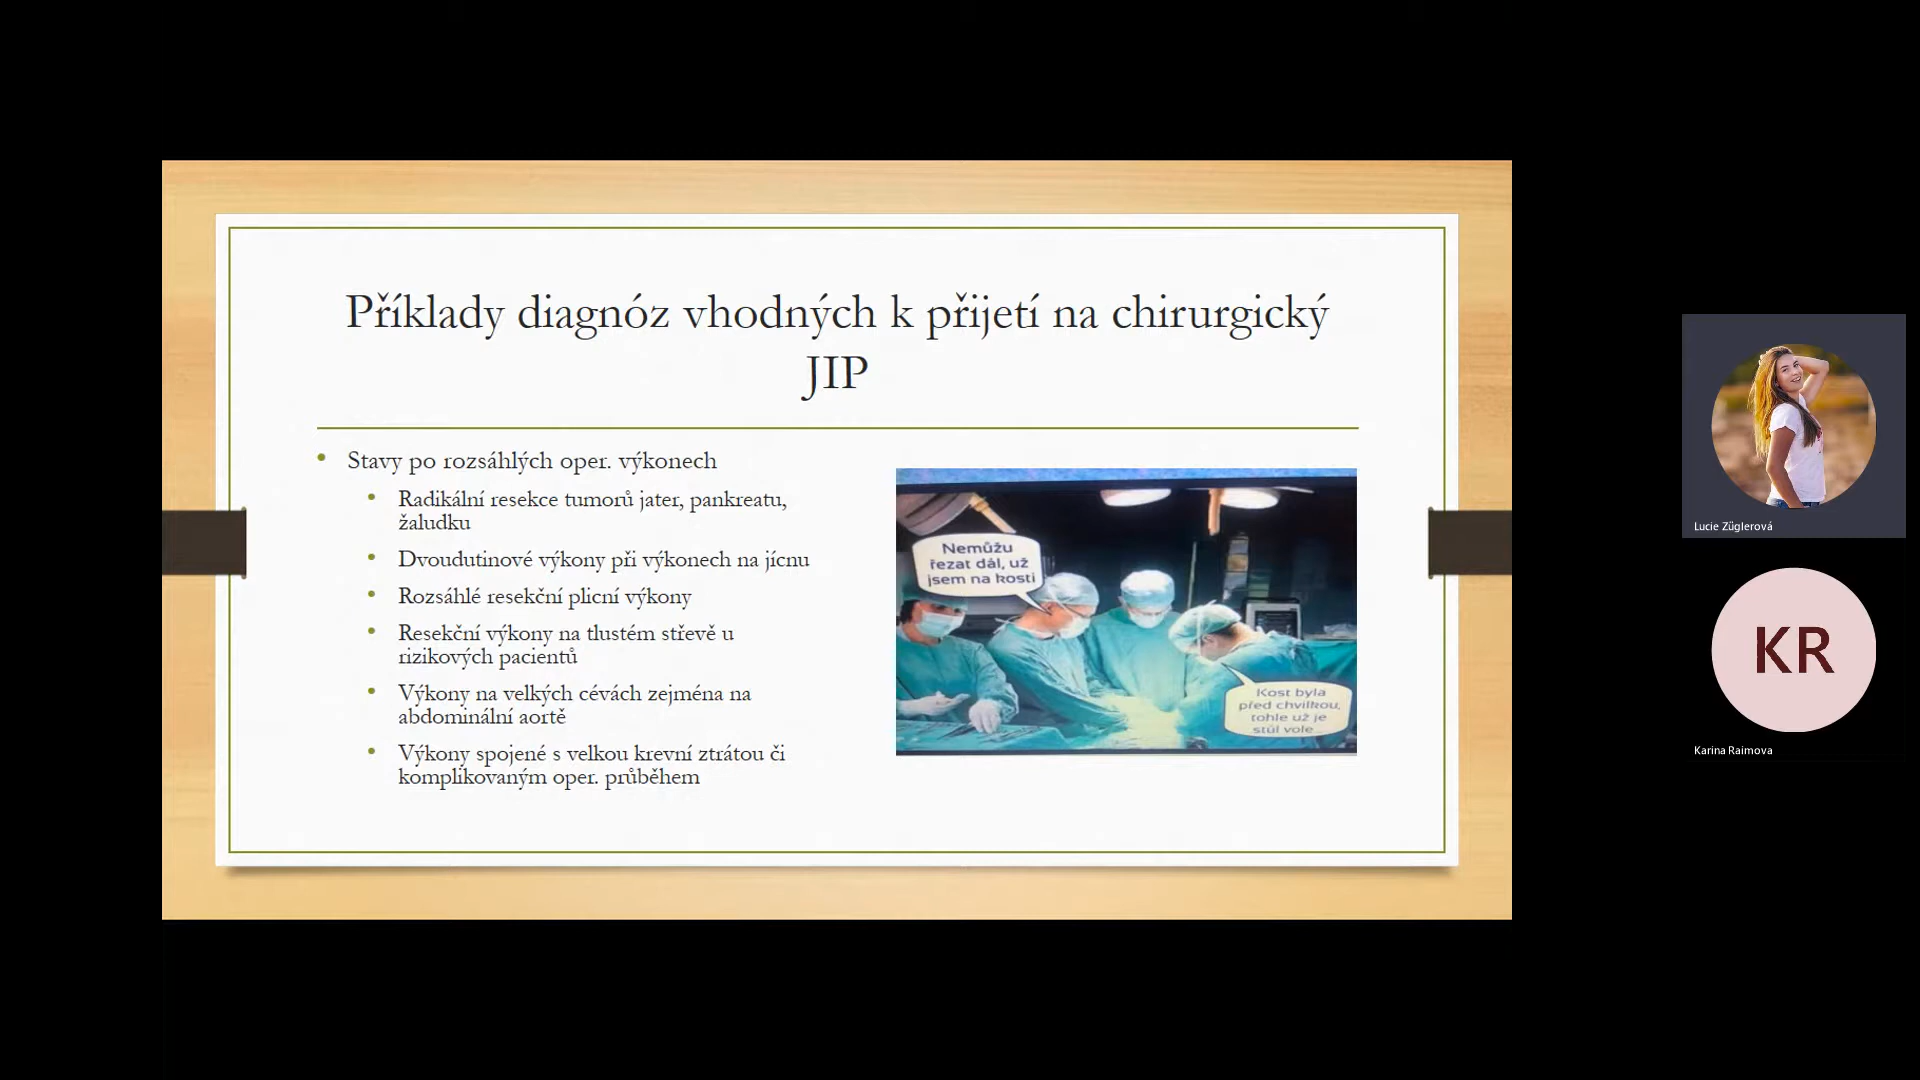 Příklady diagnóz vhodných k přijetí na chirurgický
JIP
Stavy po rozsáhlých oper. výkonech
Radikální resekce tumorů jater, pankreatu,
žaludku
Dvoudutinové výkony při výkonech na jícnu
Rozsáhlé resekční plicní výkony
Resekční výkony na tlustém střevě u
rizikových pacientů
Výkony na velkých cévách zejména na
abdominální aortě
Výkony spojené s velkou krevní ztrátou či
komplikovaným oper. průběhem
Nemůžu
řezat dál, už
jsem na kosti
Kost byla
před chvilkou,
tohle už je
stůl vole...
Lucie Züglerová
KR
Karina Raimova